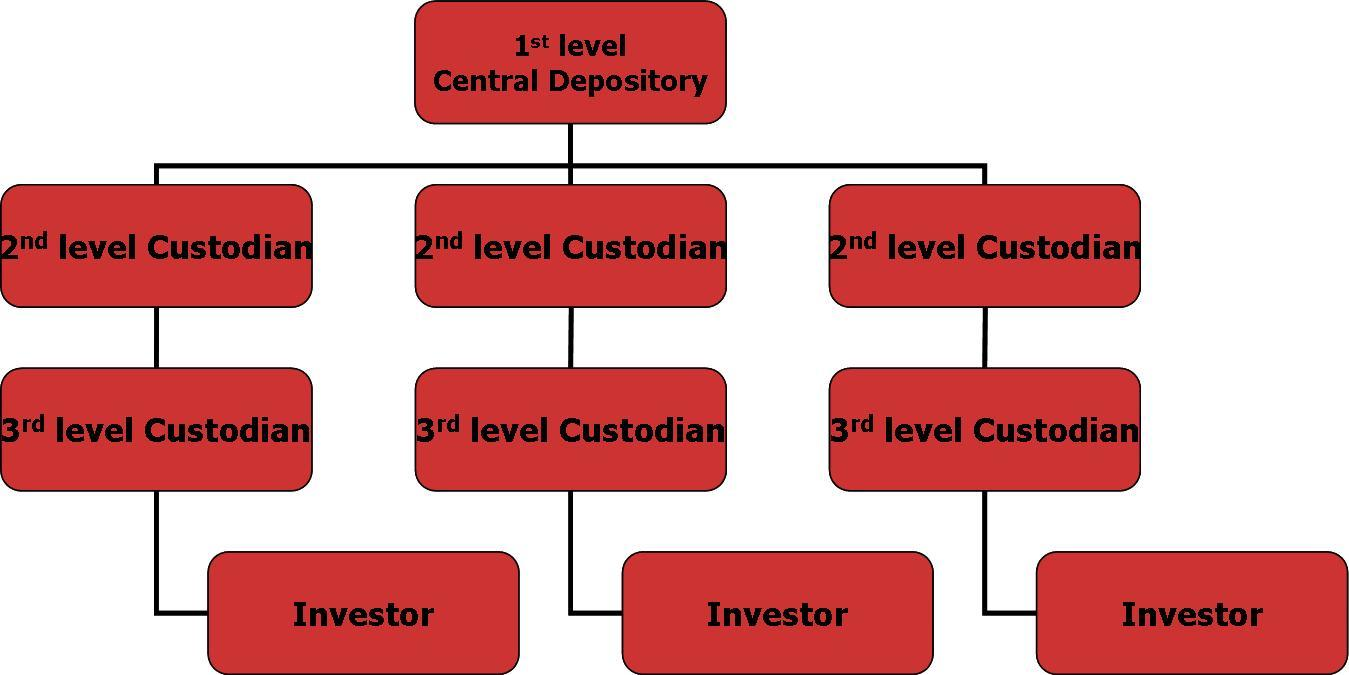 1st level
Central Depository
2nd level Custodian
2nd level Custodian
2nd level Custodian
3rd level Custodian
3rd level Custodian
3rd level Custodian
Investor
Investor
Investor